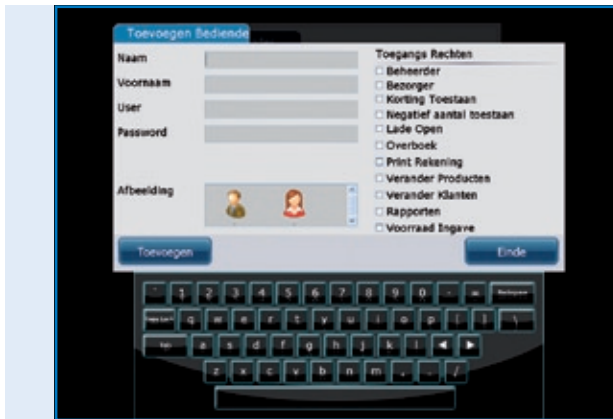 Toevoegen Bediende
Naam
Voornaam
User
Password
Afbeelding
Toegangs Rechten
Beheerder
Bezorger
Korting Toestaan
Negatief aantal toestaan
Lade Open
Overboek
Print Rekening
Verander Producten
Verander Klanten
Rapporten
Voorraad Ingave
Toevoegen
Einde
1 2 3 4 5 6 7 8 9 0 - =
q w e r t y u i o p [ ] \
a s d f g h j k l
z x c v b n m , . /